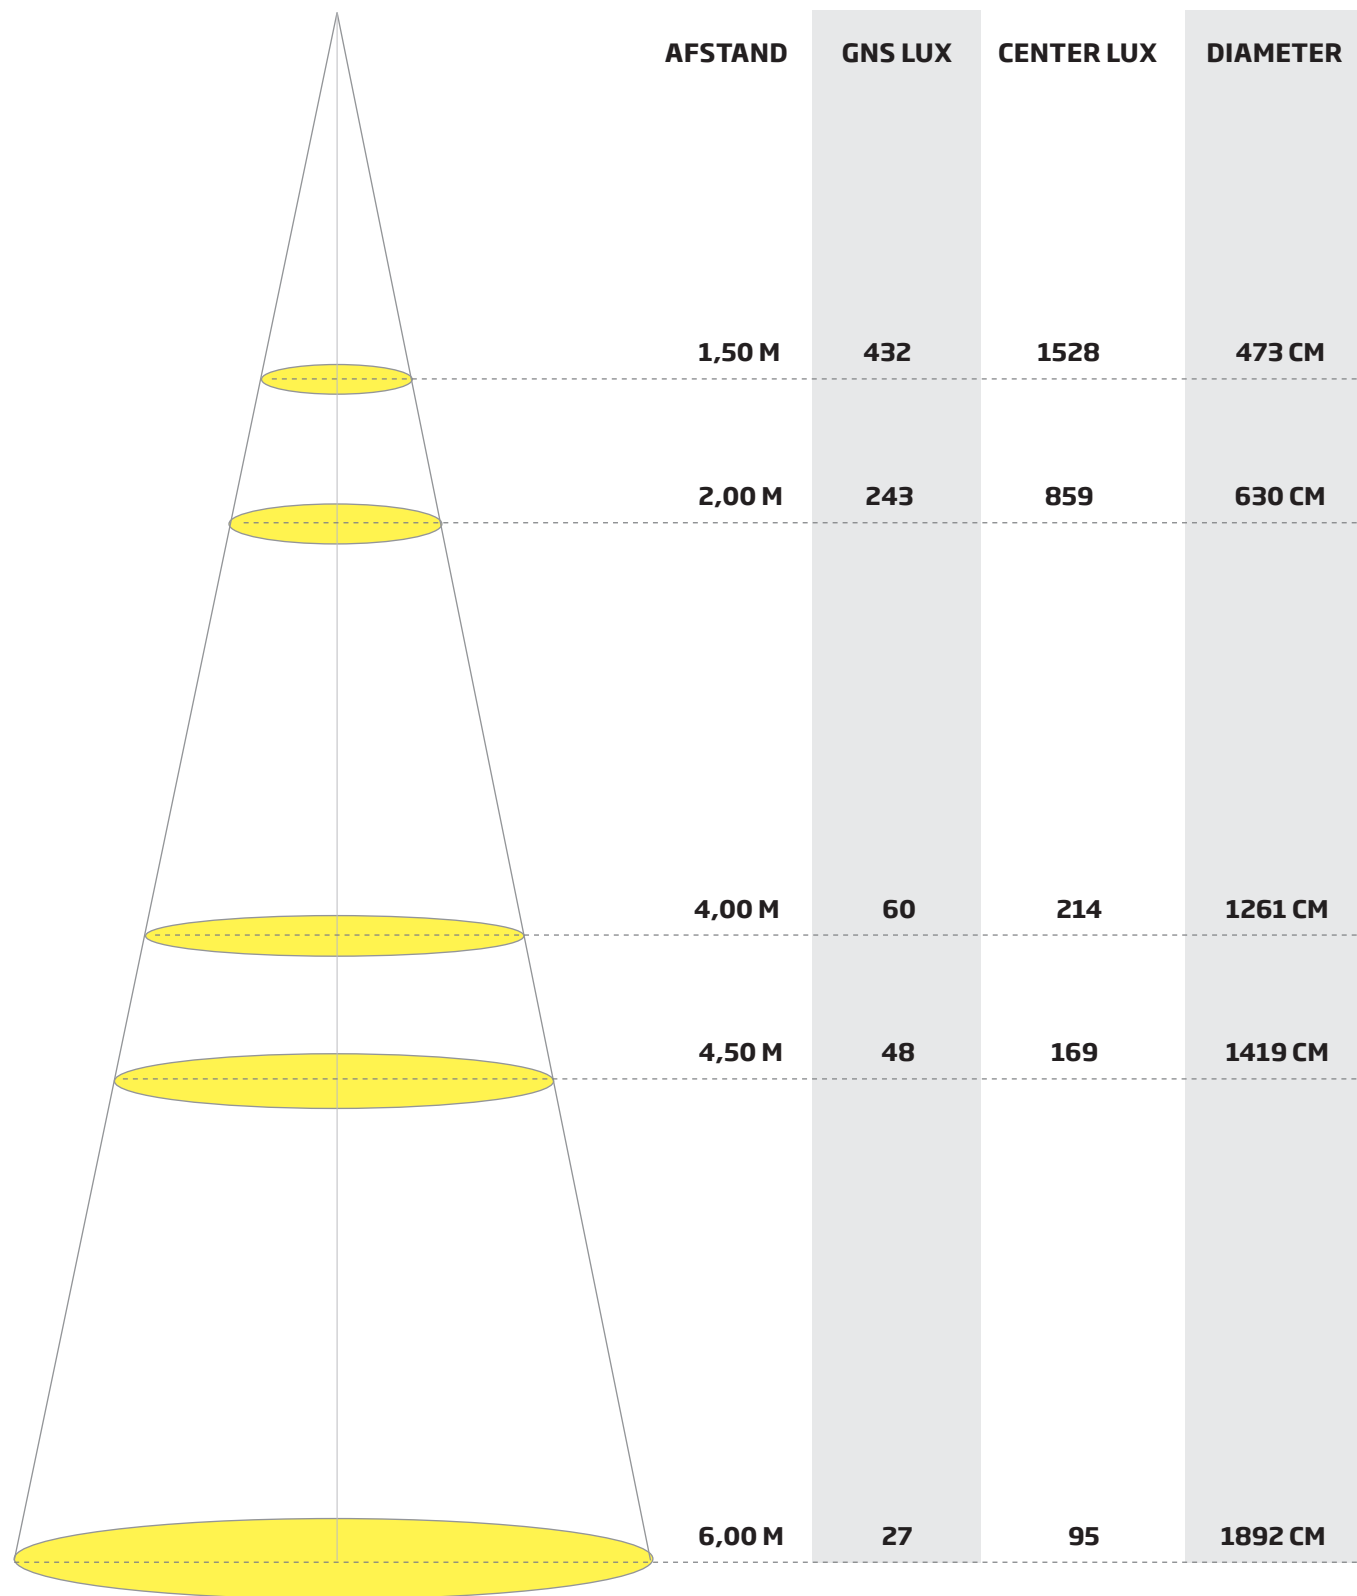 AFSTAND GNS LUX CENTER LUX DIAMETER
1,50 M 432 1528 473 CM
2,00 M 243 859 630 CM
4,00 M 60 214 1261 CM
4,50 M 48 169 1419 CM
6,00 M 27 95 1892 CM